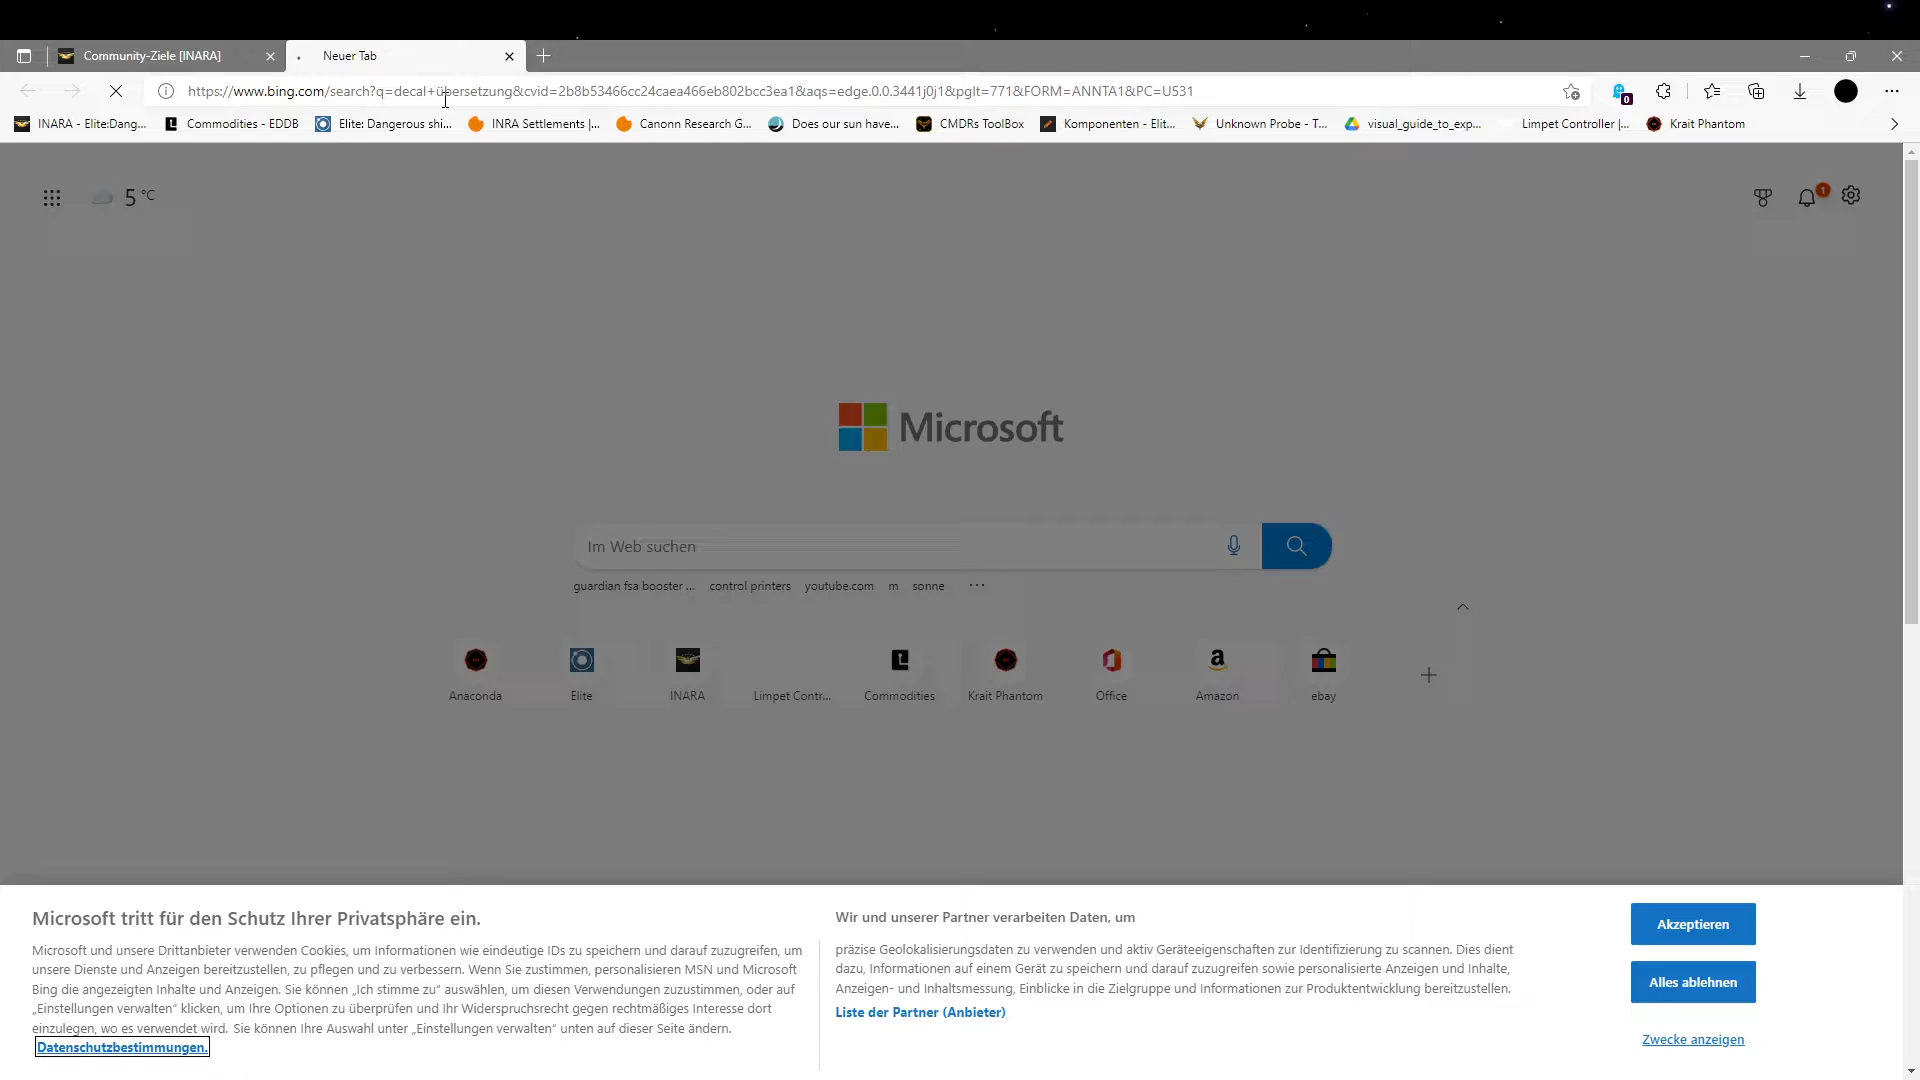 Community-Ziele [INARA]
Neuer Tab
https://www.bing.com/search?q=decal+übersetzung&cvid=2b8b53466cc24caea466eb802bcc3ea1&aqs=edge.0.0.3441j0j1&pglt=771&FORM=ANNTA1&PC=U531
0
INARA - Elite:Dang...
Commodities - EDDB
Elite: Dangerous shi...
INRA Settlements |...
Canonn Research G...
Does our sun have...
CMDRs ToolBox
Komponenten - Elit...
Unknown Probe - T...
visual_guide_to_exp...
Limpet Controller |...
Krait Phantom
5 °C
1
Microsoft
Im Web suchen
guardian fsa booster ...
control printers
youtube.com
m
sonne
Anaconda
Elite
INARA
Limpet Contr...
Commodities
Krait Phantom
Office
Amazon
ebay
Microsoft tritt für den Schutz Ihrer Privatsphäre ein.
Microsoft und unsere Drittanbieter verwenden Cookies, um Informationen wie eindeutige IDs zu speichern und darauf zuzugreifen, um
unsere Dienste und Anzeigen bereitzustellen, zu pflegen und zu verbessern. Wenn Sie zustimmen, personalisieren MSN und Microsoft
Bing die angezeigten Inhalte und Anzeigen. Sie können „Ich stimme zu“ auswählen, um diesen Verwendungen zuzustimmen, oder auf
„Einstellungen verwalten“ klicken, um Ihre Optionen zu überprüfen und Ihr Widerspruchsrecht gegen rechtmäßiges Interesse dort
einzulegen, wo es verwendet wird. Sie können Ihre Auswahl unter „Einstellungen verwalten“ unten auf dieser Seite ändern.
Datenschutzbestimmungen.
Wir und unserer Partner verarbeiten Daten, um
präzise Geolokalisierungsdaten zu verwenden und aktiv Geräteeigenschaften zur Identifizierung zu scannen. Dies dient
dazu, Informationen auf einem Gerät zu speichern und darauf zuzugreifen sowie personalisierte Anzeigen und Inhalte,
Anzeigen- und Inhaltsmessung, Einblicke in die Zielgruppe und Informationen zur Produktentwicklung bereitzustellen.
Liste der Partner (Anbieter)
Akzeptieren
Alles ablehnen
Zwecke anzeigen